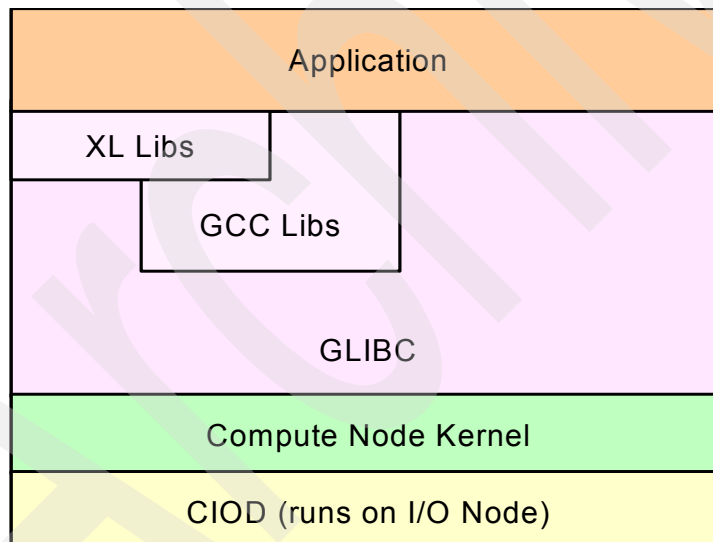 Application
XL Libs
GCC Libs
GLIBC
Compute Node Kernel
CIOD (runs on I/O Node)